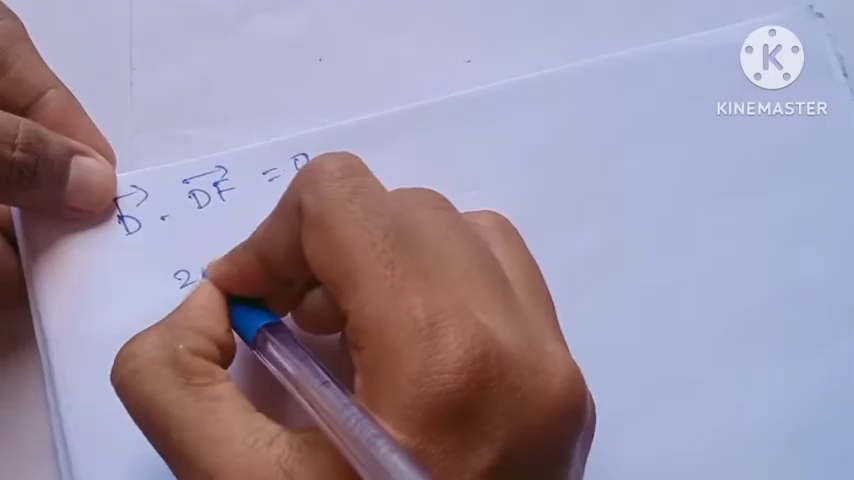 KINEMASTER
D⃗ . DF⃗ = 0
2